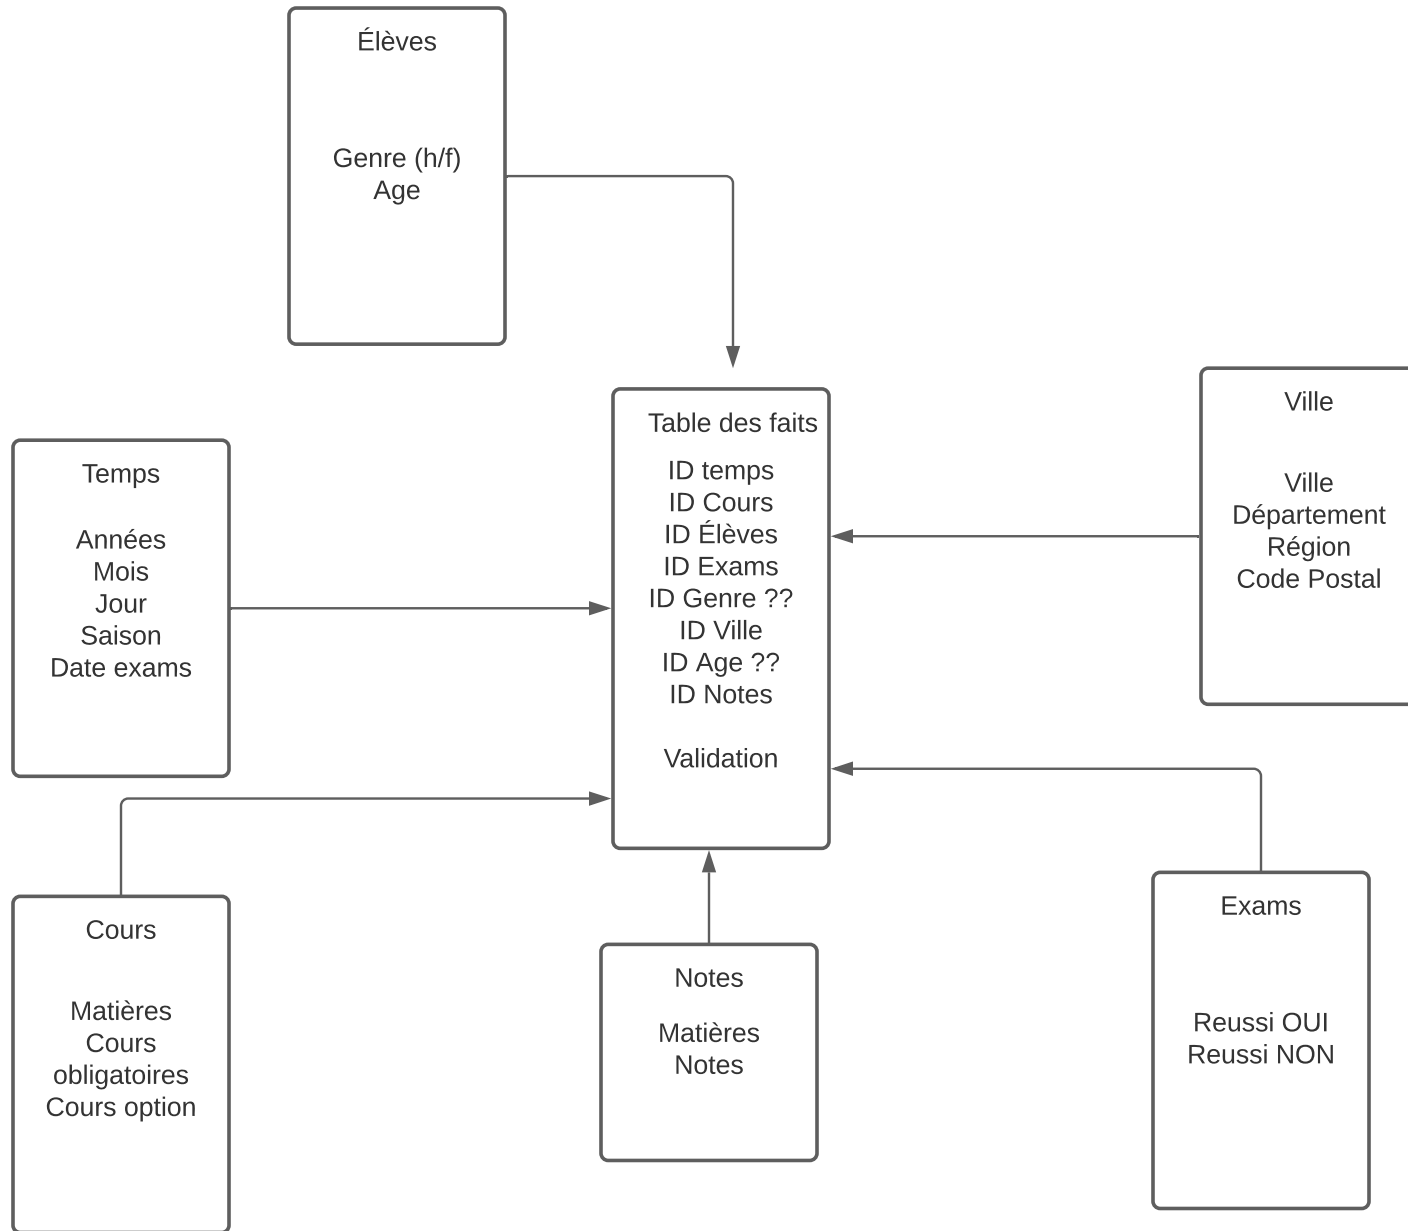 Élèves
Genre (h/f)
Age
Table des faits
ID temps
ID Cours
ID Élèves
ID Exams
ID Genre ??
ID Ville
ID Age ??
ID Notes
Validation
Ville
Ville
Département
Région
Code Postal
Temps
Années
Mois
Jour
Saison
Date exams
Cours
Matières
Cours
obligatoires
Cours option
Notes
Matières
Notes
Exams
Reussi OUI
Reussi NON